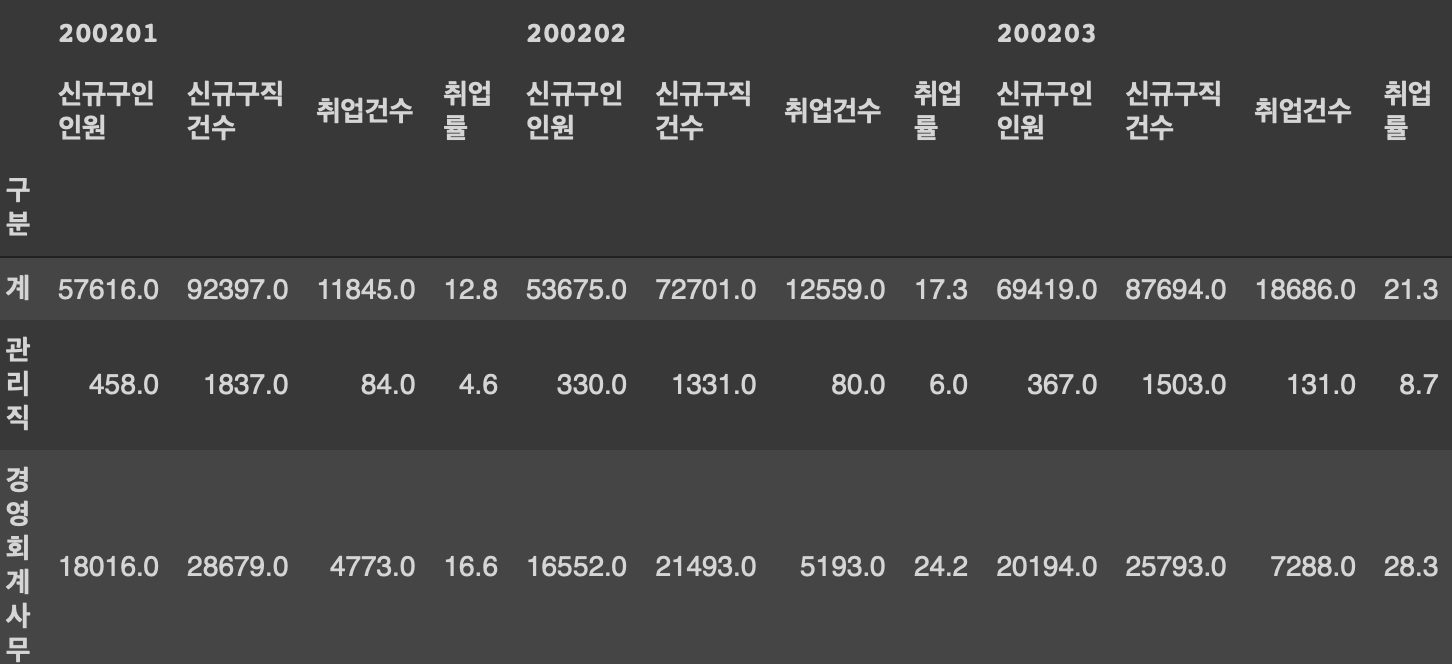 200201 200202 200203
신규구인 신규구직 취업건수 취업 신규구인 신규구직 취업건수 취업 신규구인 신규구직 취업건수 취업
인원 건수 률 인원 건수 률 인원 건수 률
구
분
계 57616.0 92397.0 11845.0 12.8 53675.0 72701.0 12559.0 17.3 69419.0 87694.0 18686.0 21.3
관
리 458.0 1837.0 84.0 4.6 330.0 1331.0 80.0 6.0 367.0 1503.0 131.0 8.7
직
경
영
회
계 18016.0 28679.0 4773.0 16.6 16552.0 21493.0 5193.0 24.2 20194.0 25793.0 7288.0 28.3
사
무